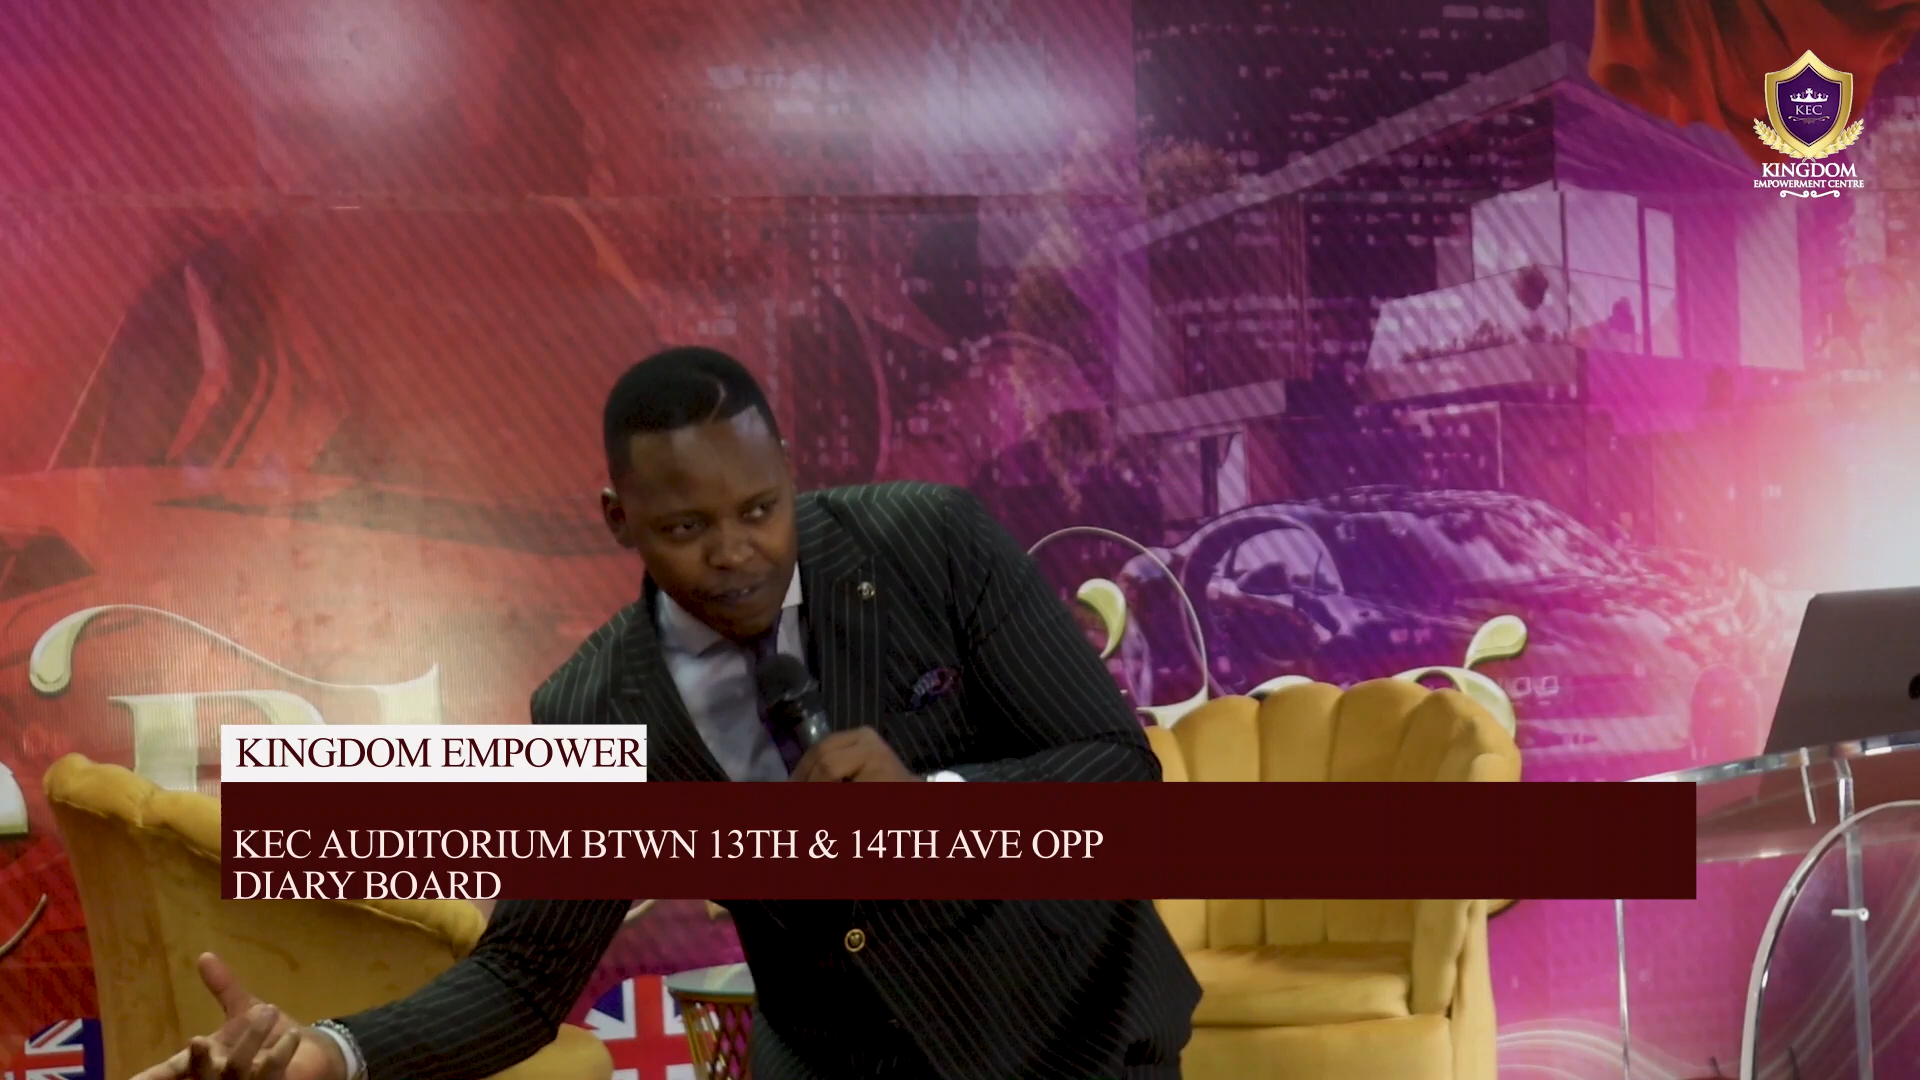 KEC
KINGDOM
EMPOWERMENT CENTRE
KINGDOM EMPOWER
KEC AUDITORIUM BTWN 13TH & 14TH AVE OPP
DIARY BOARD